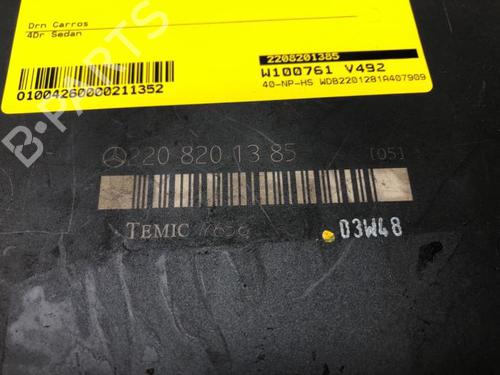 Drn Carros
4Dr Sedan
01004260000211352
2208201385
W100761 V492
40-NP-HS WDB2201281A407909
B-PARTS
220 820 13 85 [05]
TEMIC
03W48